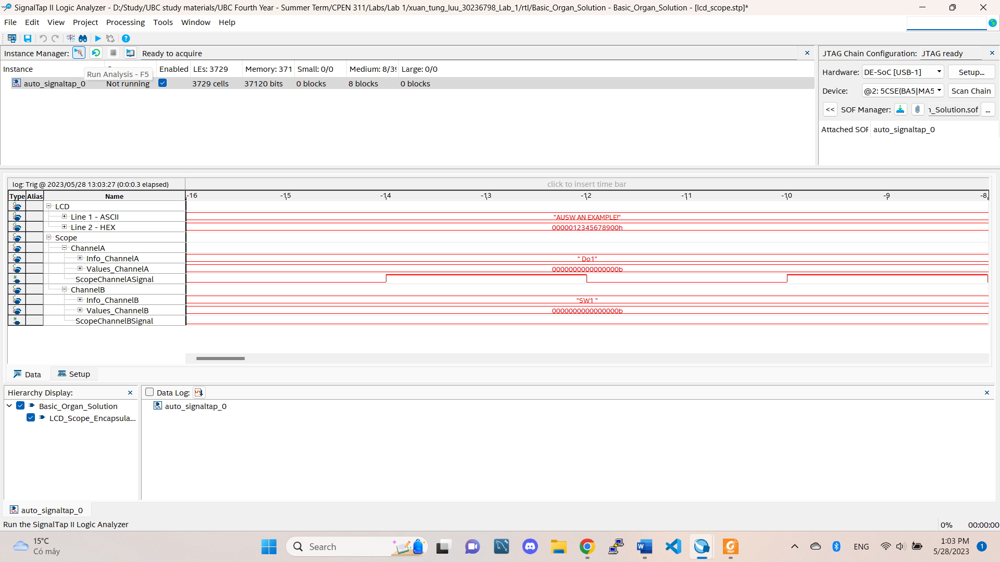 SignalTap II Logic Analyzer - D:/Study/UBC study materials/UBC Fourth Year - Summer Term/CPEN 311/Labs/Lab 1/xuan_tung_luu_30236798_Lab_1/rtl/Basic_Organ_Solution - Basic_Organ_Solution - [lcd_scope.stp]*
File Edit View Project Processing Tools Window Help
Instance Manager: Ready to acquire
JTAG Chain Configuration: JTAG ready
Instance Enabled LEs: 3729 Memory: 371 Small: 0/0 Medium: 8/39 Large: 0/0
Run Analysis - F5
auto_signaltap_0 Not running 3729 cells 37120 bits 0 blocks 8 blocks 0 blocks
Hardware: DE-SoC [USB-1] Setup...
Device: @2: 5CSE(BA5|MA5 Scan Chain
<< SOF Manager: _Solution.sof ...
Attached SOF auto_signaltap_0
log: Trig @ 2023/05/28 13:03:27 (0:0:0.3 elapsed) click to insert time bar
Type Alias Name -16 -15 -14 -13 -12 -11 -10 -9 -8
LCD
Line 1 - ASCII "AUSW AN EXAMPLE!"
Line 2 - HEX 0000012345678900h
Scope
ChannelA
Info_ChannelA " Do1"
Values_ChannelA 0000000000000000b
ScopeChannelASignal
ChannelB
Info_ChannelB "SW1 "
Values_ChannelB 0000000000000000b
ScopeChannelBSignal
Data Setup
Hierarchy Display: Data Log:
Basic_Organ_Solution auto_signaltap_0
LCD_Scope_Encapsula...
auto_signaltap_0
Run the SignalTap II Logic Analyzer 0% 00:00:00
15°C
Có mây
Search
ENG
1:03 PM
5/28/2023
1